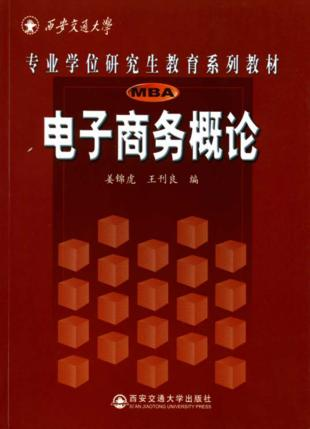 西安交通大学
专业学位研究生教育系列教材
MBA
电子商务概论
姜锦虎 王刊良 编
西安交通大学出版社
XI'AN JIAOTONG UNIVERSITY PRESS